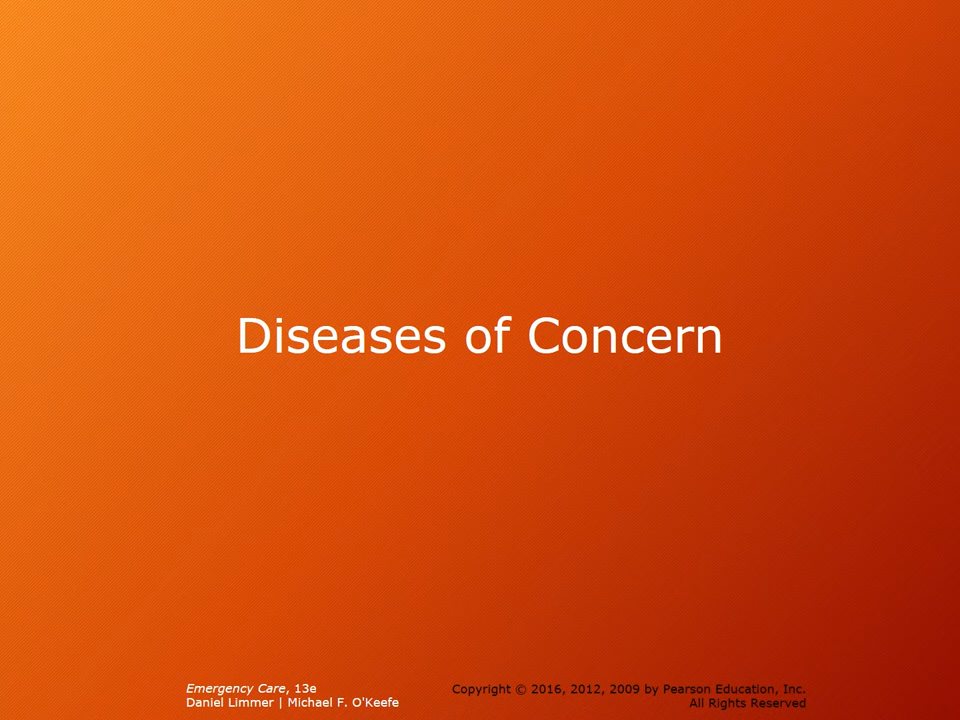 Diseases of Concern
Emergency Care, 13e
Daniel Limmer | Michael F. O'Keefe
Copyright © 2016, 2012, 2009 by Pearson Education, Inc.
All Rights Reserved